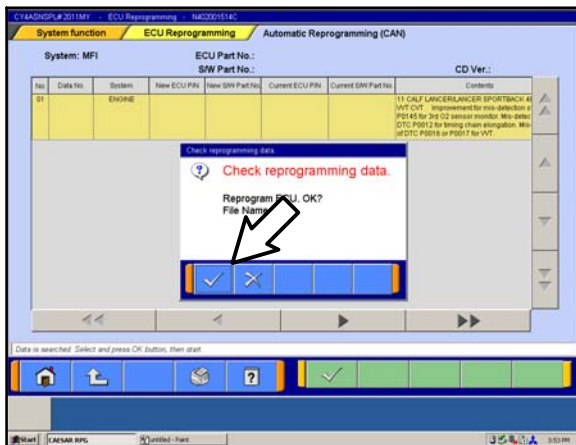 CY4ASNSPL# 2011MY - ECU Reprogramming - N402001514C
System function
ECU Reprogramming
Automatic Reprogramming (CAN)
System: MFI
ECU Part No.:
S/W Part No.:
CD Ver.:
No. Data No. System New ECU P/N New S/W Part No. Current ECU P/N Current S/W Part No. Contents
01 ENGINE
11 CALF LANCER/LANCER SPORTBACK
VVT CVT Improvement for mis-detection
P0145 for 3rd O2 sensor monitor. Mis-detec
DTC P0012 for timing chain elongation. Mis-
of DTC P0016 or P0017 for VVT.
Check reprogramming data.
Check reprogramming data.
Reprogram ECU. OK?
File Name
Data is searched. Select and press OK button, then start.
?
Start CAESAR RPG untitled - Paint 3:53 PM